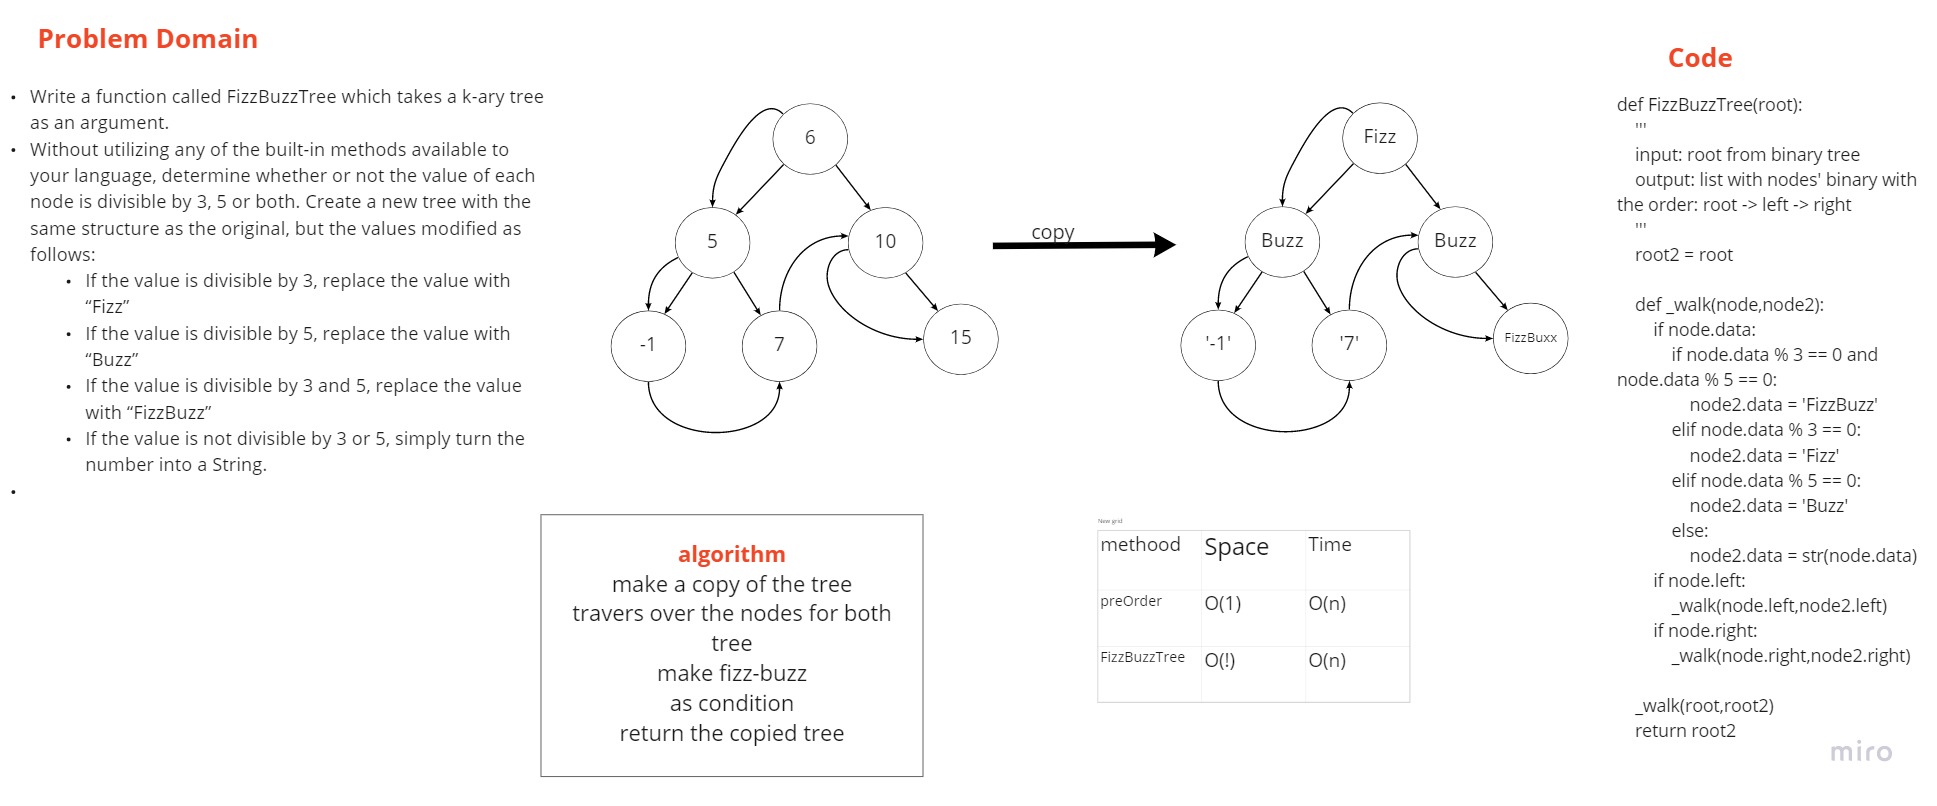 Problem Domain
• Write a function called FizzBuzzTree which takes a k-ary tree
as an argument.
• Without utilizing any of the built-in methods available to
your language, determine whether or not the value of each
node is divisible by 3, 5 or both. Create a new tree with the
same structure as the original, but the values modified as
follows:
• If the value is divisible by 3, replace the value with
“Fizz”
• If the value is divisible by 5, replace the value with
“Buzz”
• If the value is divisible by 3 and 5, replace the value
with “FizzBuzz”
• If the value is not divisible by 3 or 5, simply turn the
number into a String.
•
6
5
10
-1
7
15
copy
Fizz
Buzz
Buzz
'-1'
'7'
FizzBuxx
algorithm
make a copy of the tree
travers over the nodes for both
tree
make fizz-buzz
as condition
return the copied tree
New grid
methood Space Time
preOrder O(1) O(n)
FizzBuzzTree O(!) O(n)
Code
def FizzBuzzTree(root):
'''
input: root from binary tree
output: list with nodes' binary with
the order: root -> left -> right
'''
root2 = root
def _walk(node,node2):
if node.data:
if node.data % 3 == 0 and
node.data % 5 == 0:
node2.data = 'FizzBuzz'
elif node.data % 3 == 0:
node2.data = 'Fizz'
elif node.data % 5 == 0:
node2.data = 'Buzz'
else:
node2.data = str(node.data)
if node.left:
_walk(node.left,node2.left)
if node.right:
_walk(node.right,node2.right)
_walk(root,root2)
return root2
miro